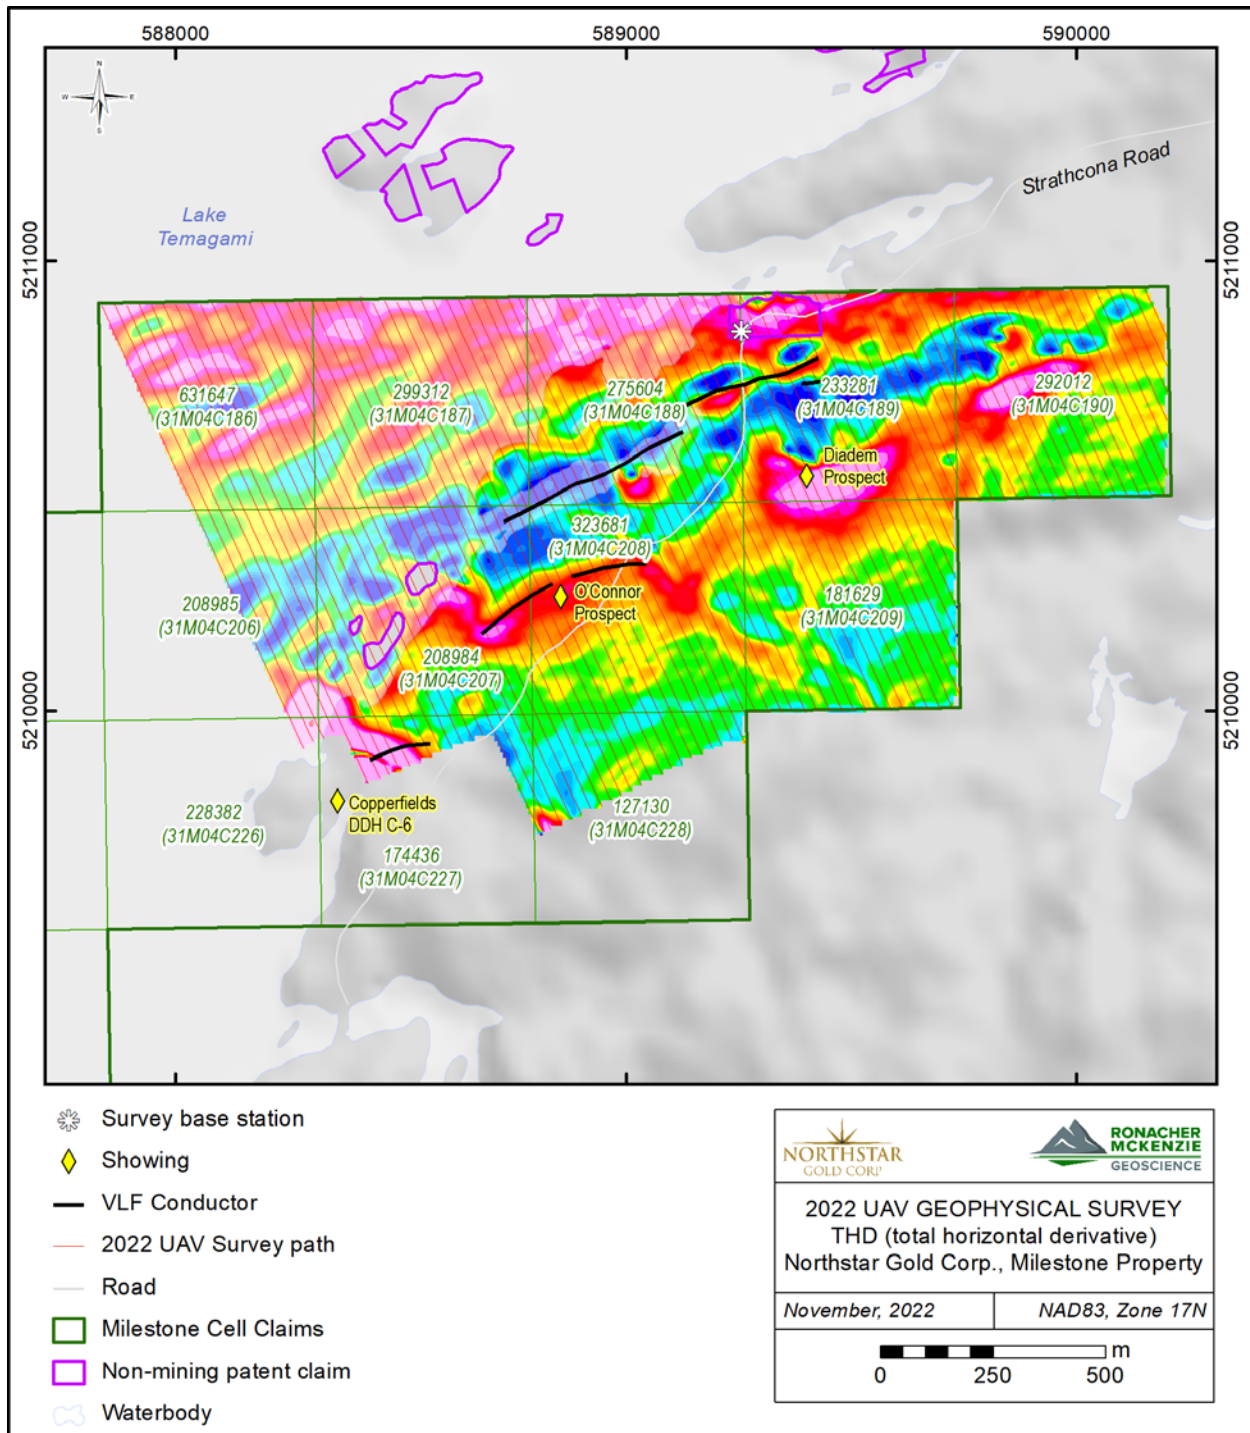 588000
589000
590000
N
W
E
S
Strathcona Road
Lake
Temagami
5211000
5211000
631647
(31M04C186)
299312
(31M04C187)
275604
(31M04C188)
233281
(31M04C189)
292012
(31M04C190)
Diadem
Prospect
323681
(31M04C208)
O'Connor
Prospect
208985
(31M04C206)
181629
(31M04C209)
208984
(31M04C207)
5210000
5210000
228382
(31M04C226)
Copperfields
DDH C-6
127130
(31M04C228)
174436
(31M04C227)
Survey base station
Showing
VLF Conductor
2022 UAV Survey path
Road
Milestone Cell Claims
Non-mining patent claim
Waterbody
NORTHSTAR
GOLD CORP
RONACHER
MCKENZIE
GEOSCIENCE
2022 UAV GEOPHYSICAL SURVEY
THD (total horizontal derivative)
Northstar Gold Corp., Milestone Property
November, 2022
NAD83, Zone 17N
m
0 250 500